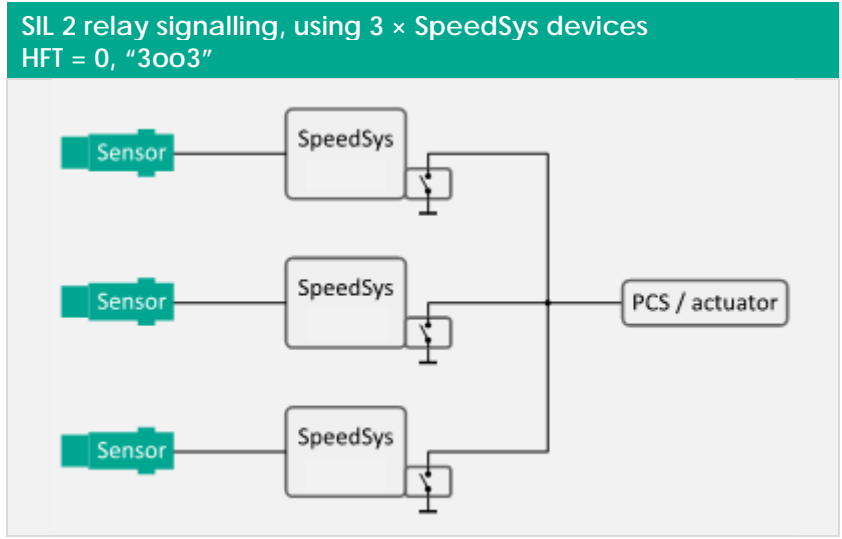 SIL 2 relay signalling, using 3 × SpeedSys devices
HFT = 0, “3oo3”
Sensor
SpeedSys
Sensor
SpeedSys
PCS / actuator
Sensor
SpeedSys